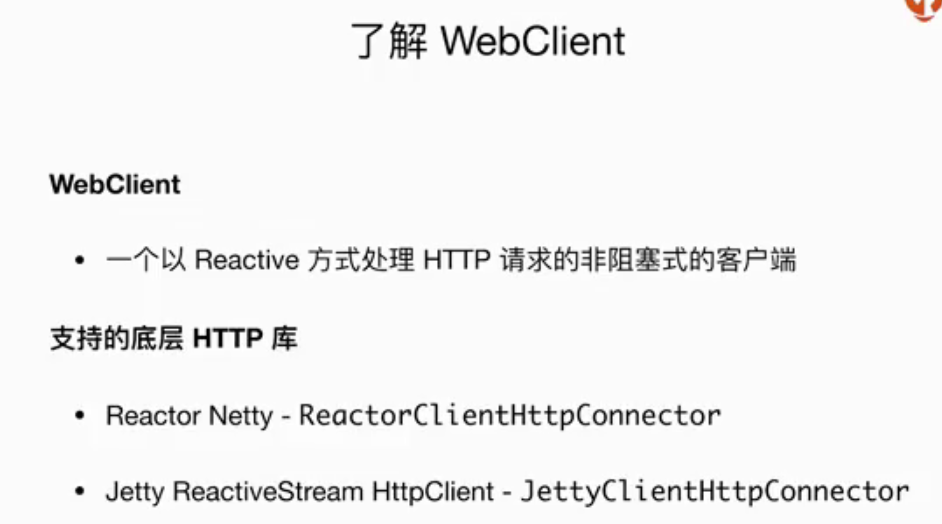 了解 WebClient
WebClient
• 一个以 Reactive 方式处理 HTTP 请求的非阻塞式的客户端
支持的底层 HTTP 库
• Reactor Netty - ReactorClientHttpConnector
• Jetty ReactiveStream HttpClient - JettyClientHttpConnector